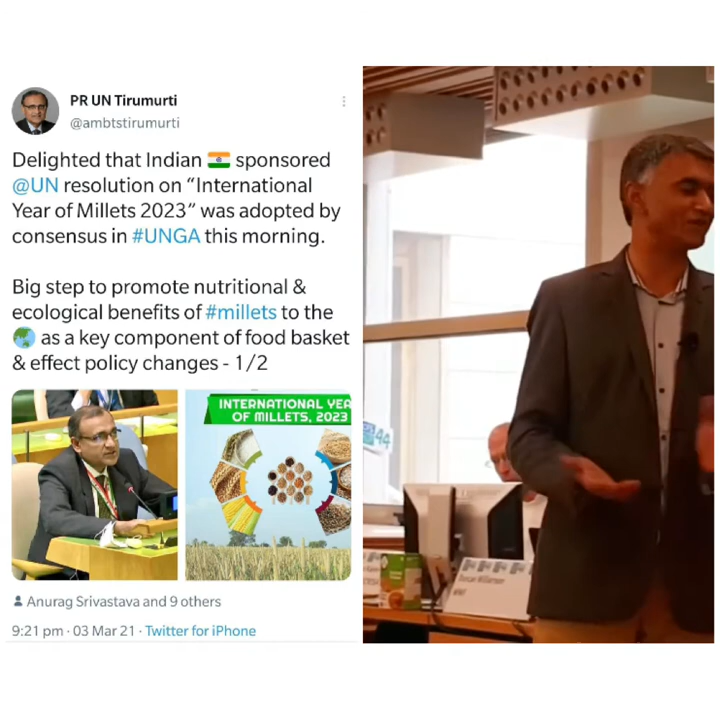 PR UN Tirumurti
@ambtstirumurti
Delighted that Indian 🇮🇳 sponsored
@UN resolution on “International
Year of Millets 2023” was adopted by
consensus in #UNGA this morning.
Big step to promote nutritional &
ecological benefits of #millets to the
🌏 as a key component of food basket
& effect policy changes - 1/2
INTERNATIONAL YEA
OF MILLETS, 2023
Anurag Srivastava and 9 others
9:21 pm · 03 Mar 21 · Twitter for iPhone
44